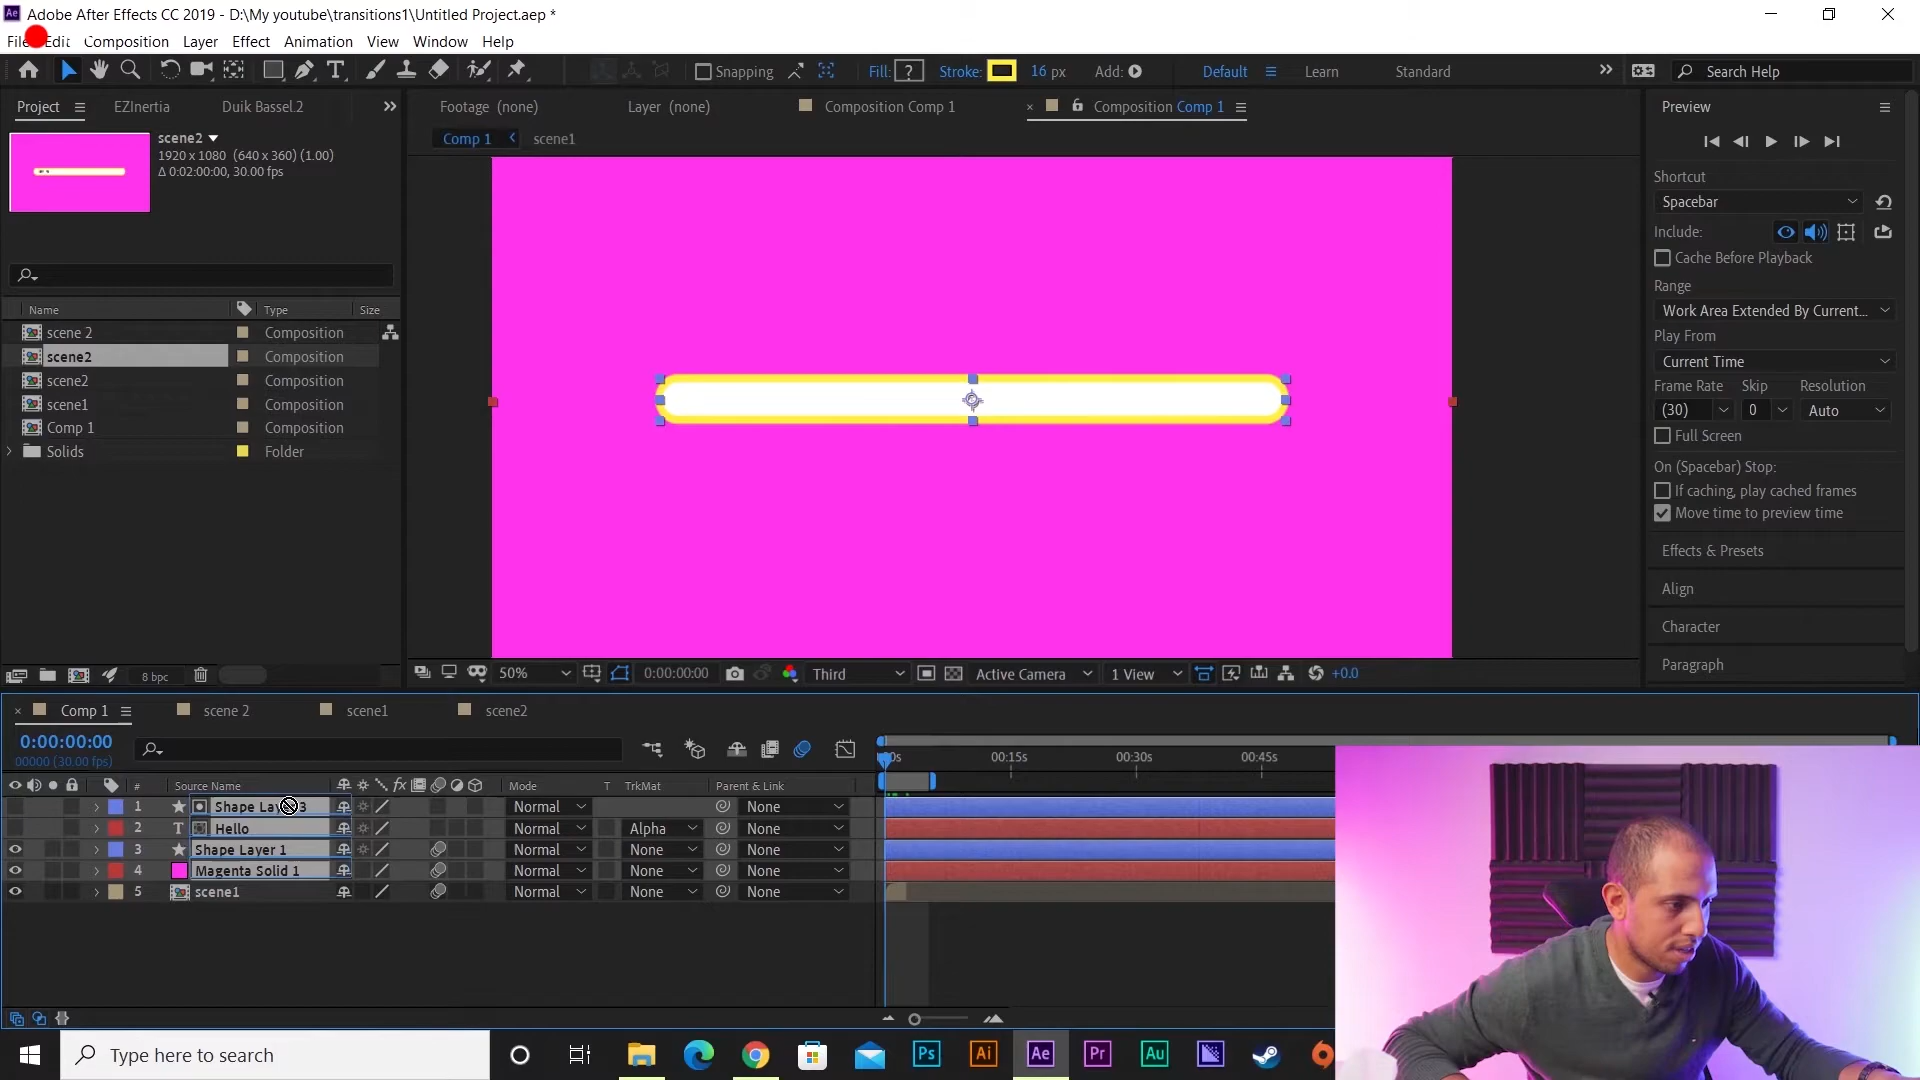 Adobe After Effects CC 2019 - D:\My youtube\transitions1\Untitled Project.aep *
File Edit Composition Layer Effect Animation View Window Help
Snapping Fill: ? Stroke: 16 px Add: Default Learn Standard Search Help
Project EZInertia Duik Bassel.2 Footage (none) Layer (none) Composition Comp 1 Composition Comp 1 Preview
Comp 1 scene1
scene2
1920 x 1080 (640 x 360) (1.00)
Δ 0:02:00:00, 30.00 fps
Name Type Size
scene 2 Composition
scene2 Composition
scene2 Composition
scene1 Composition
Comp 1 Composition
Solids Folder
8 bpc
50% 0:00:00:00 Third Active Camera 1 View +0.0
Shortcut
Spacebar
Include:
Cache Before Playback
Range
Work Area Extended By Current...
Play From
Current Time
Frame Rate Skip Resolution
(30) 0 Auto
Full Screen
On (Spacebar) Stop:
If caching, play cached frames
Move time to preview time
Effects & Presets
Align
Character
Paragraph
Comp 1 scene 2 scene1 scene2
0:00:00:00
00000 (30.00 fps)
00:15s 00:30s 00:45s
# Source Name fx Mode T TrkMat Parent & Link
1 Normal None
2 T Hello Normal Alpha None
3 Shape Layer 1 Normal None None
4 Magenta Solid 1 Normal None None
5 scene1 Normal None None
Type here to search Ps Ai Ae Pr Au